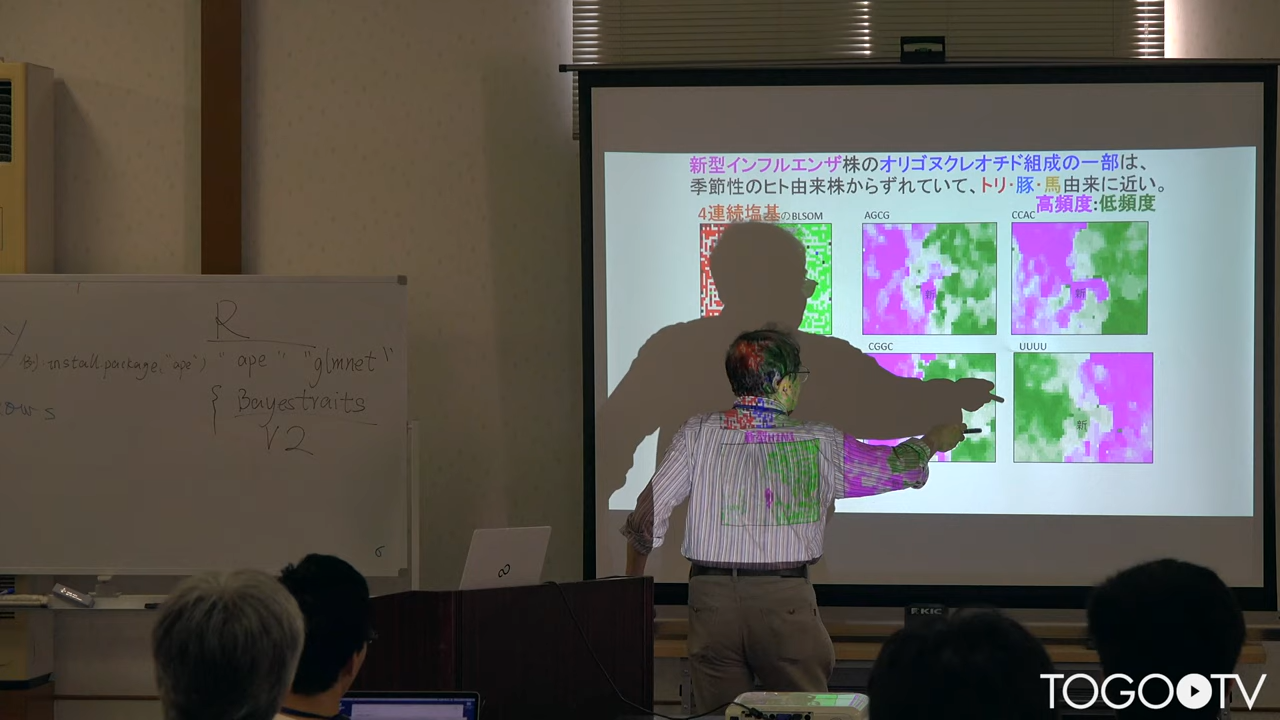 新型インフルエンザ株のオリゴヌクレオチド組成の一部は、
季節性のヒト由来株からずれていて、トリ・豚・馬由来に近い。
高頻度:低頻度
4連続塩基のBLSOM
AGCG
CCAC
新
新
CGGC
UUUU
新
R
"ape" "glmnet"
Bayestraits
V2
KIC
TOGOTV